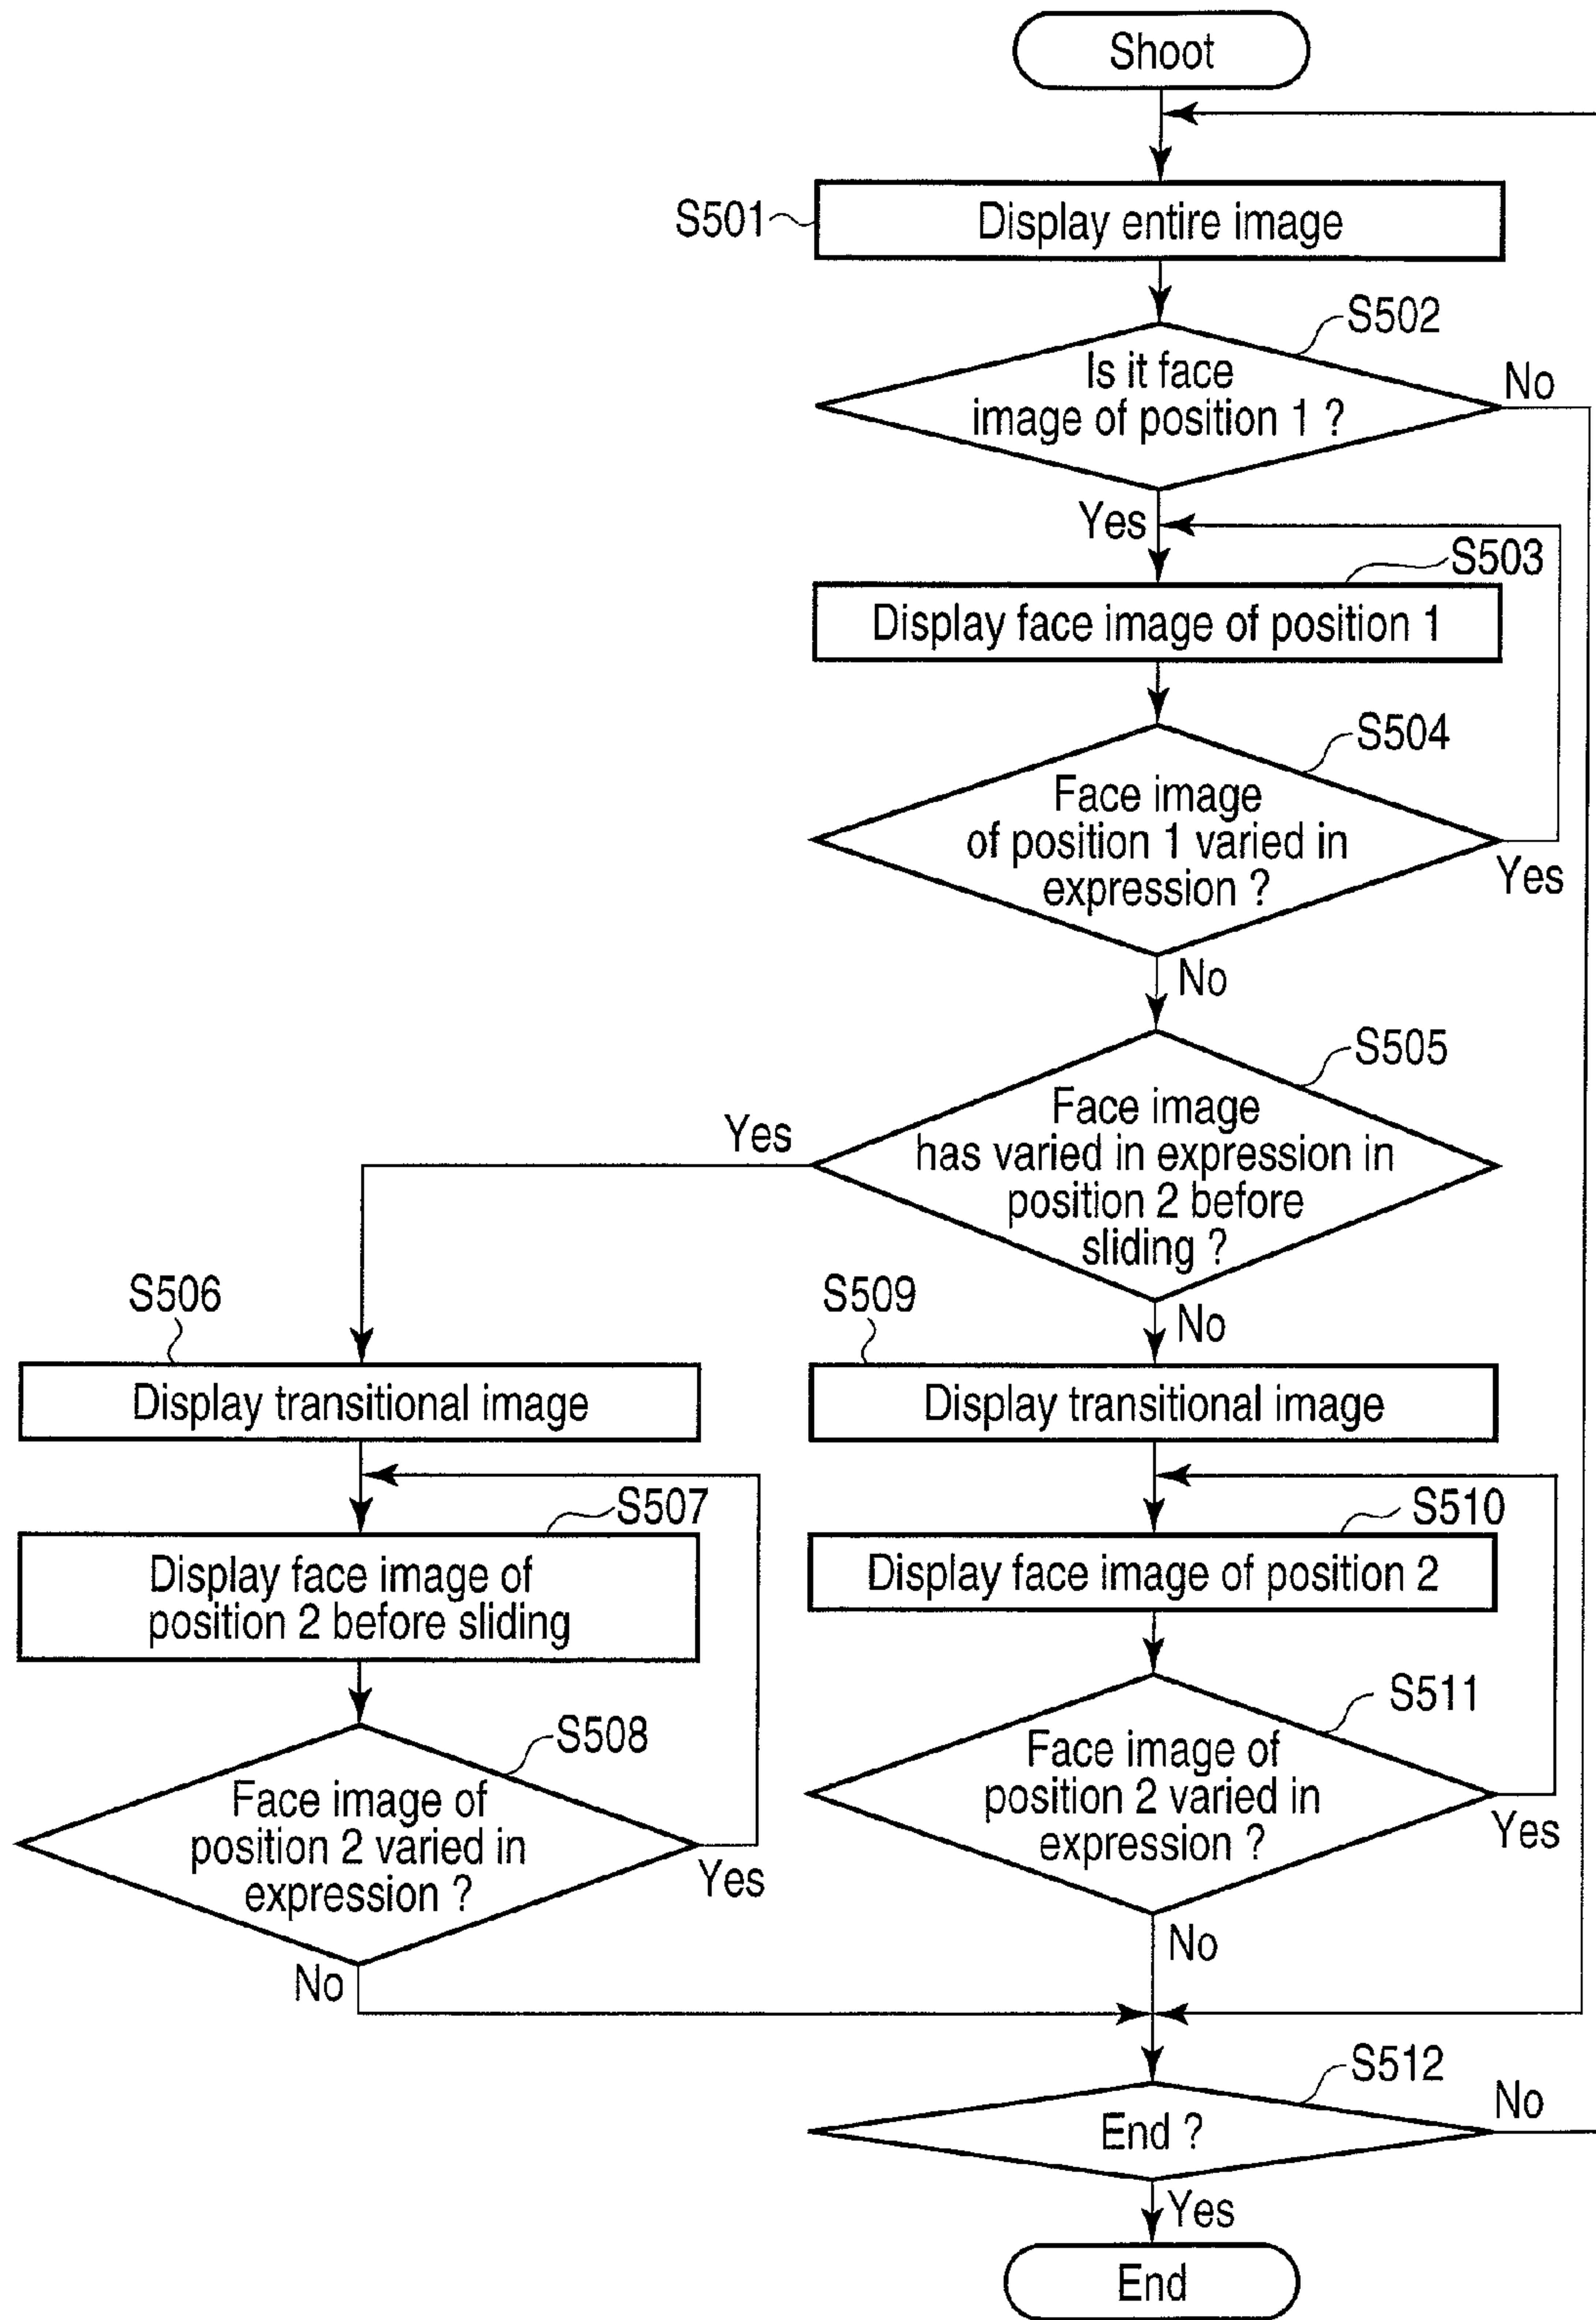 Shoot
S501
Display entire image
S502
Is it face
image of position 1 ?
No
Yes
S503
Display face image of position 1
S504
Face image
of position 1 varied in
expression ?
Yes
No
S505
Face image
has varied in expression in
position 2 before
sliding ?
Yes
No
S506
Display transitional image
S509
Display transitional image
S507
Display face image of
position 2 before sliding
S510
Display face image of position 2
S508
Face image of
position 2 varied in
expression ?
Yes
No
S511
Face image of
position 2 varied in
expression ?
Yes
No
S512
End ?
No
Yes
End